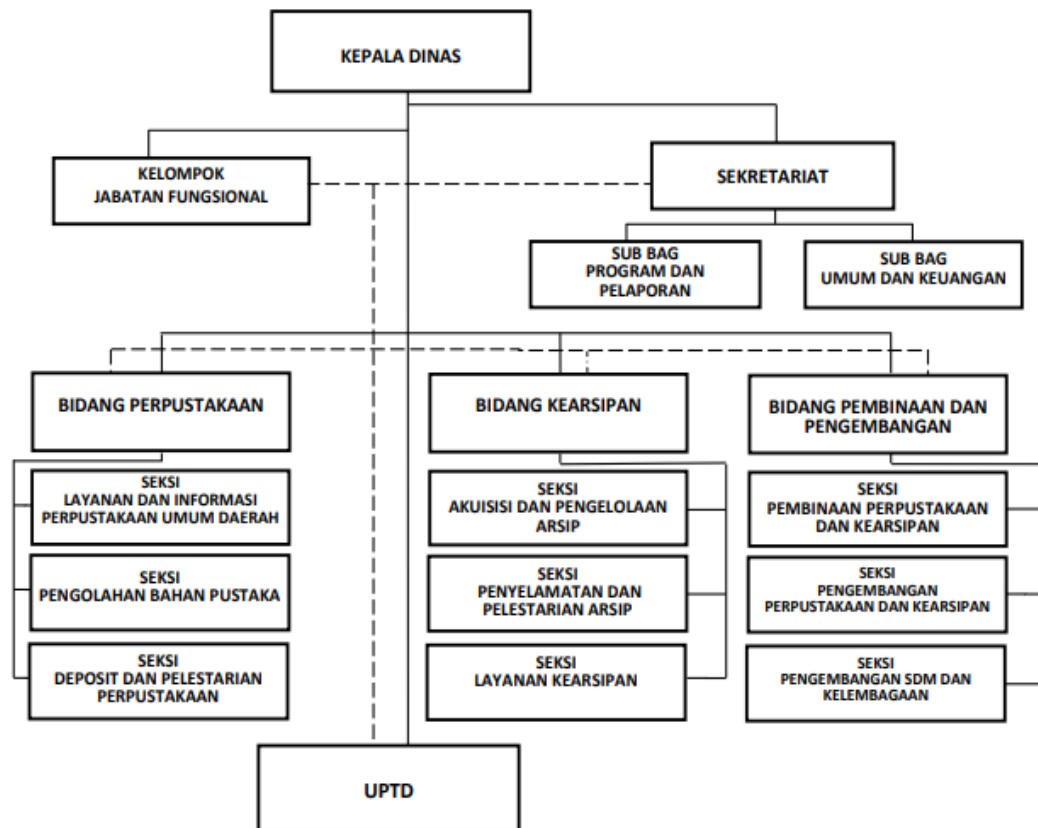 KEPALA DINAS
KELOMPOK
JABATAN FUNGSIONAL
SEKRETARIAT
SUB BAG
PROGRAM DAN
PELAPORAN
SUB BAG
UMUM DAN KEUANGAN
BIDANG PERPUSTAKAAN
BIDANG KEARSIPAN
BIDANG PEMBINAAN DAN
PENGEMBANGAN
SEKSI
LAYANAN DAN INFORMASI
PERPUSTAKAAN UMUM DAERAH
SEKSI
PENGOLAHAN BAHAN PUSTAKA
SEKSI
DEPOSIT DAN PELESTARIAN
PERPUSTAKAAN
SEKSI
AKUISISI DAN PENGELOLAAN
ARSIP
SEKSI
PENYELAMATAN DAN
PELESTARIAN ARSIP
SEKSI
LAYANAN KEARSIPAN
SEKSI
PEMBINAAN PERPUSTAKAAN
DAN KEARSIPAN
SEKSI
PENGEMBANGAN
PERPUSTAKAAN DAN KEARSIPAN
SEKSI
PENGEMBANGAN SDM DAN
KELEMBAGAAN
UPTD